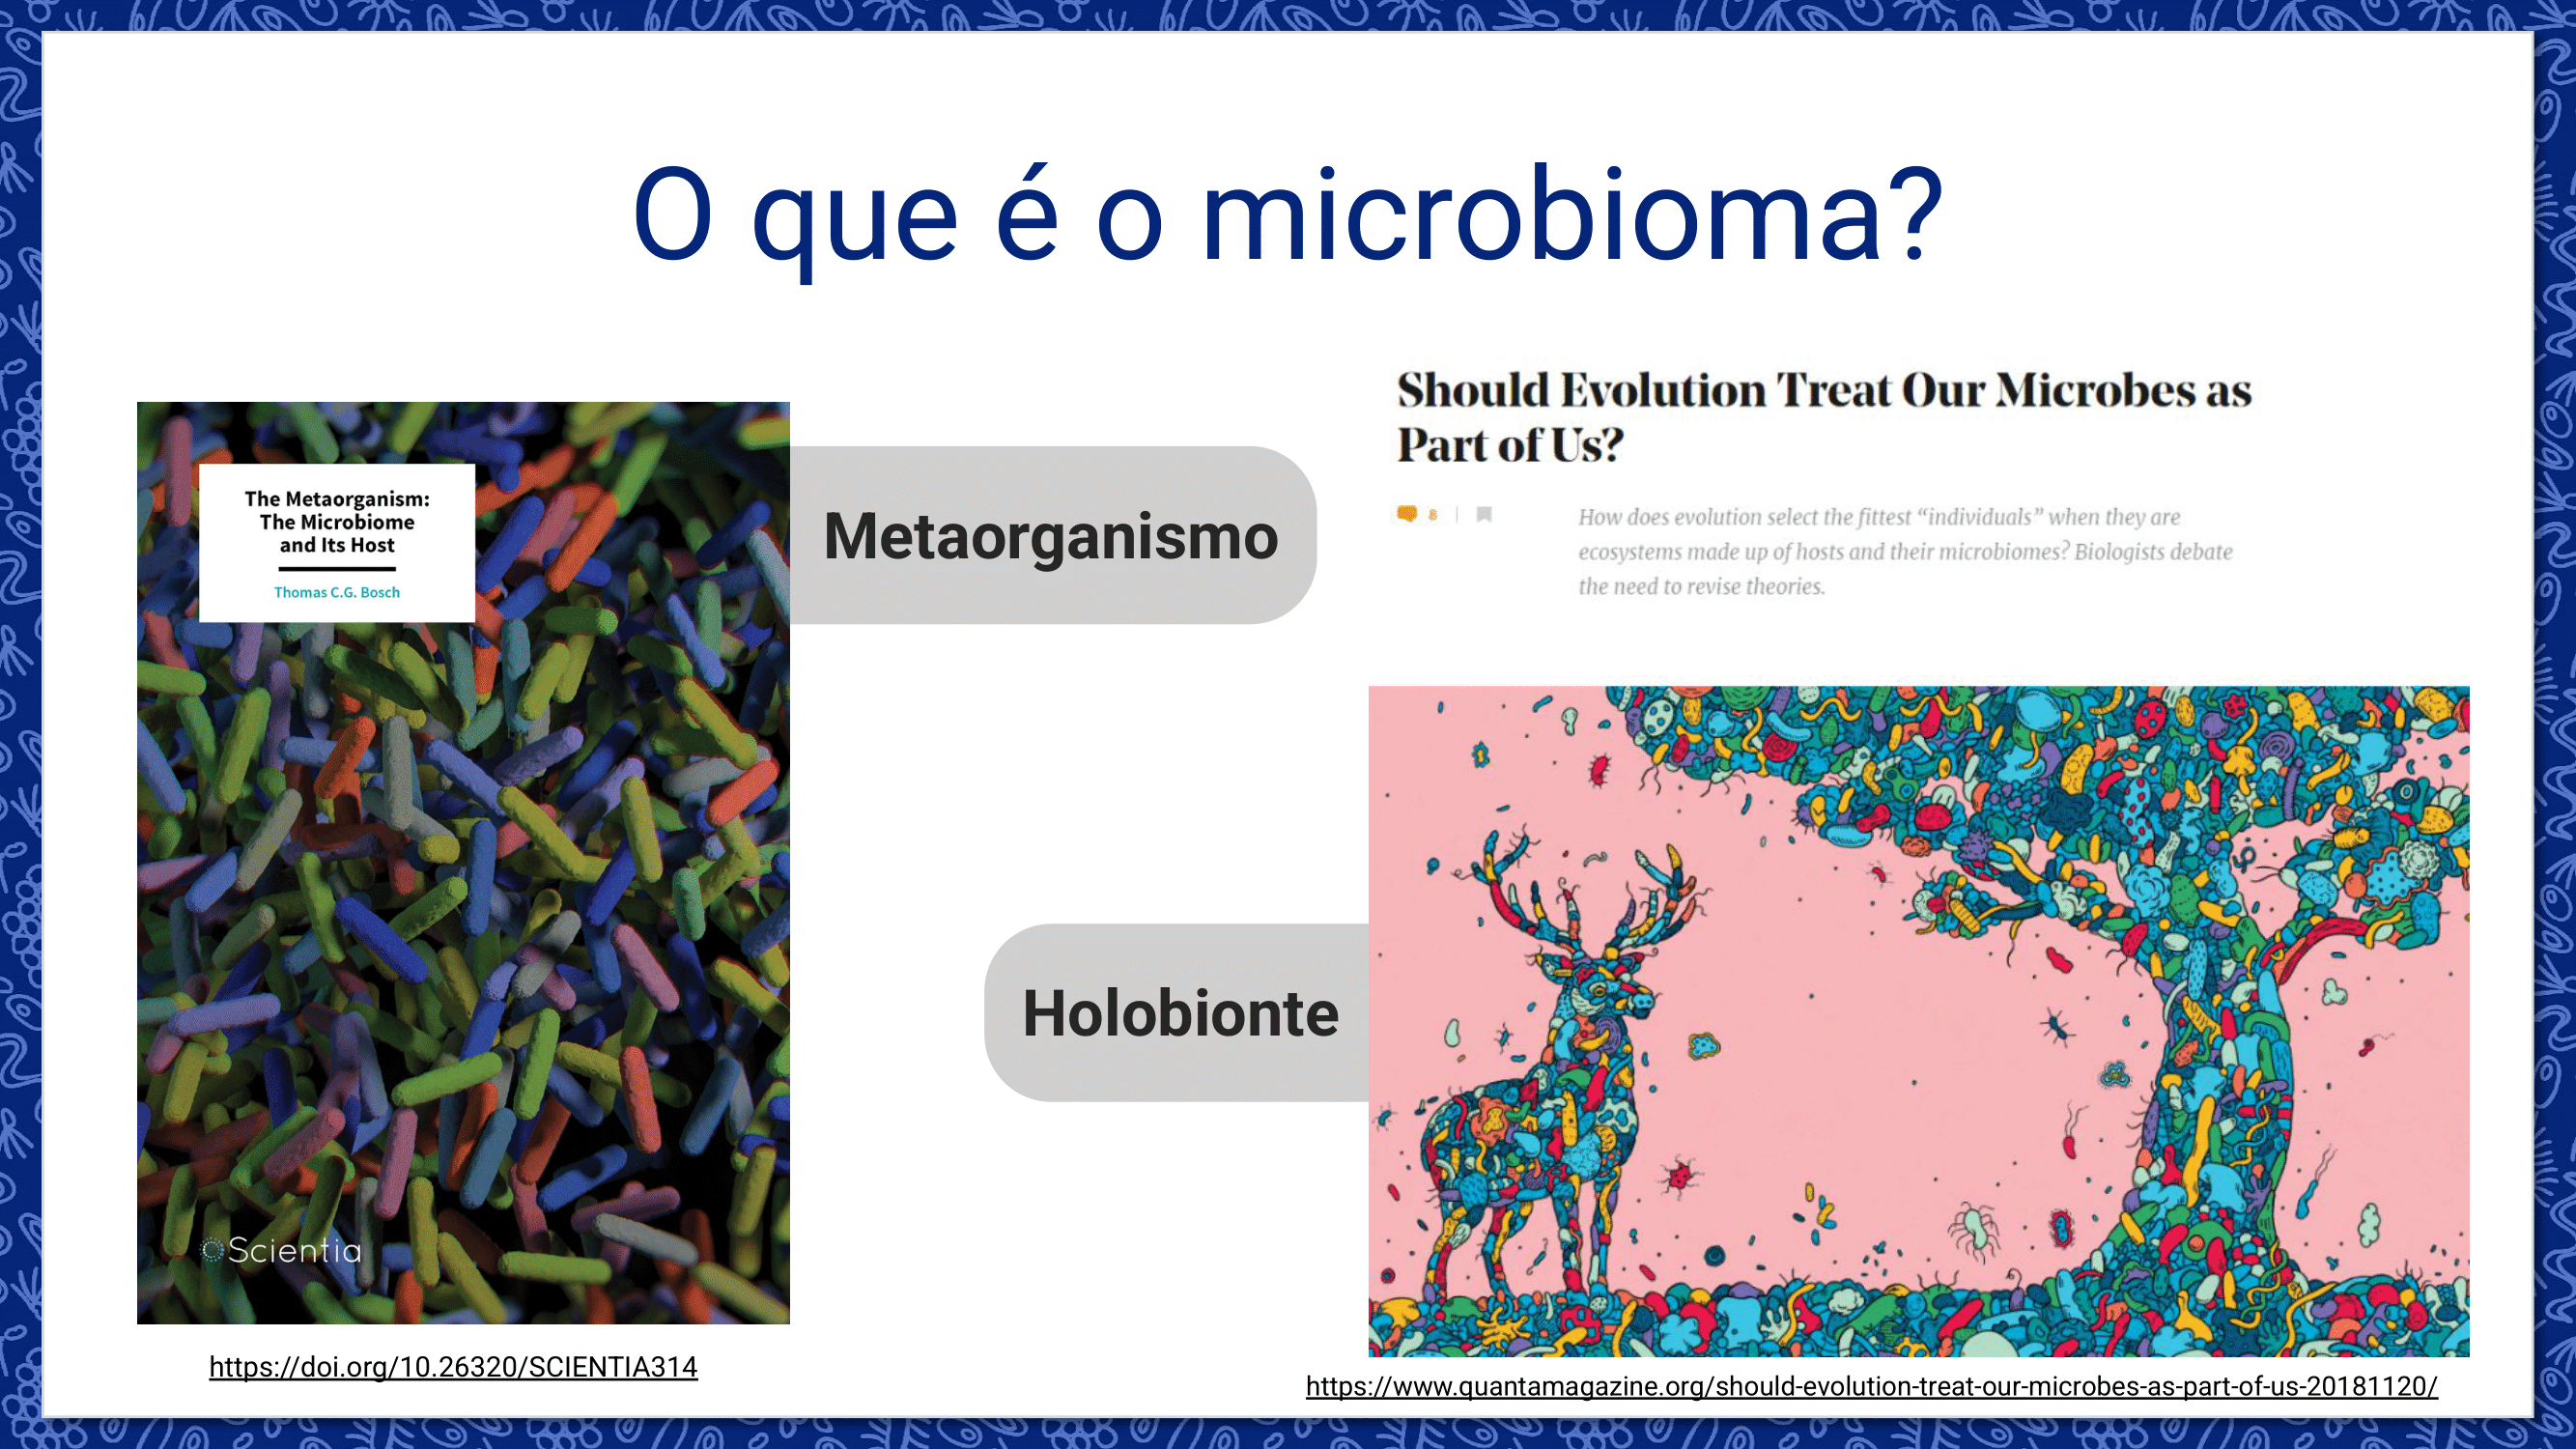 O que é o microbioma?
The Metaorganism:
The Microbiome
and Its Host
Thomas C.G. Bosch
Scientia
https://doi.org/10.26320/SCIENTIA314
Metaorganismo
Holobionte
Should Evolution Treat Our Microbes as
Part of Us?
8
How does evolution select the fittest “individuals” when they are
ecosystems made up of hosts and their microbiomes? Biologists debate
the need to revise theories.
https://www.quantamagazine.org/should-evolution-treat-our-microbes-as-part-of-us-20181120/